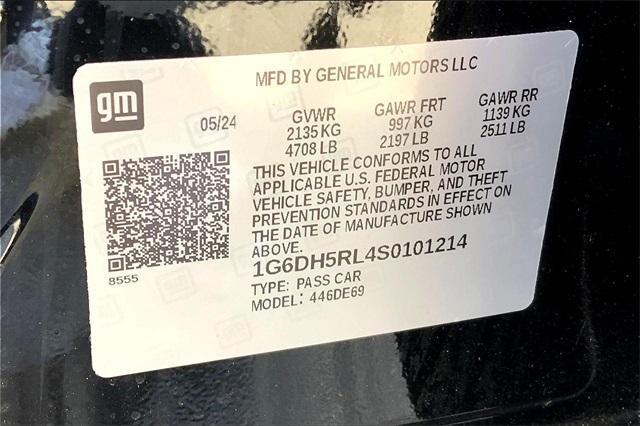 MFD BY GENERAL MOTORS LLC
gm
05/24
GVWR GAWR FRT GAWR RR
2135 KG 997 KG 1139 KG
4708 LB 2197 LB 2511 LB
THIS VEHICLE CONFORMS TO ALL
APPLICABLE U.S. FEDERAL MOTOR
VEHICLE SAFETY, BUMPER, AND THEFT
PREVENTION STANDARDS IN EFFECT ON
THE DATE OF MANUFACTURE SHOWN
ABOVE.
8555
1G6DH5RL4S0101214
TYPE: PASS CAR
MODEL: 446DE69